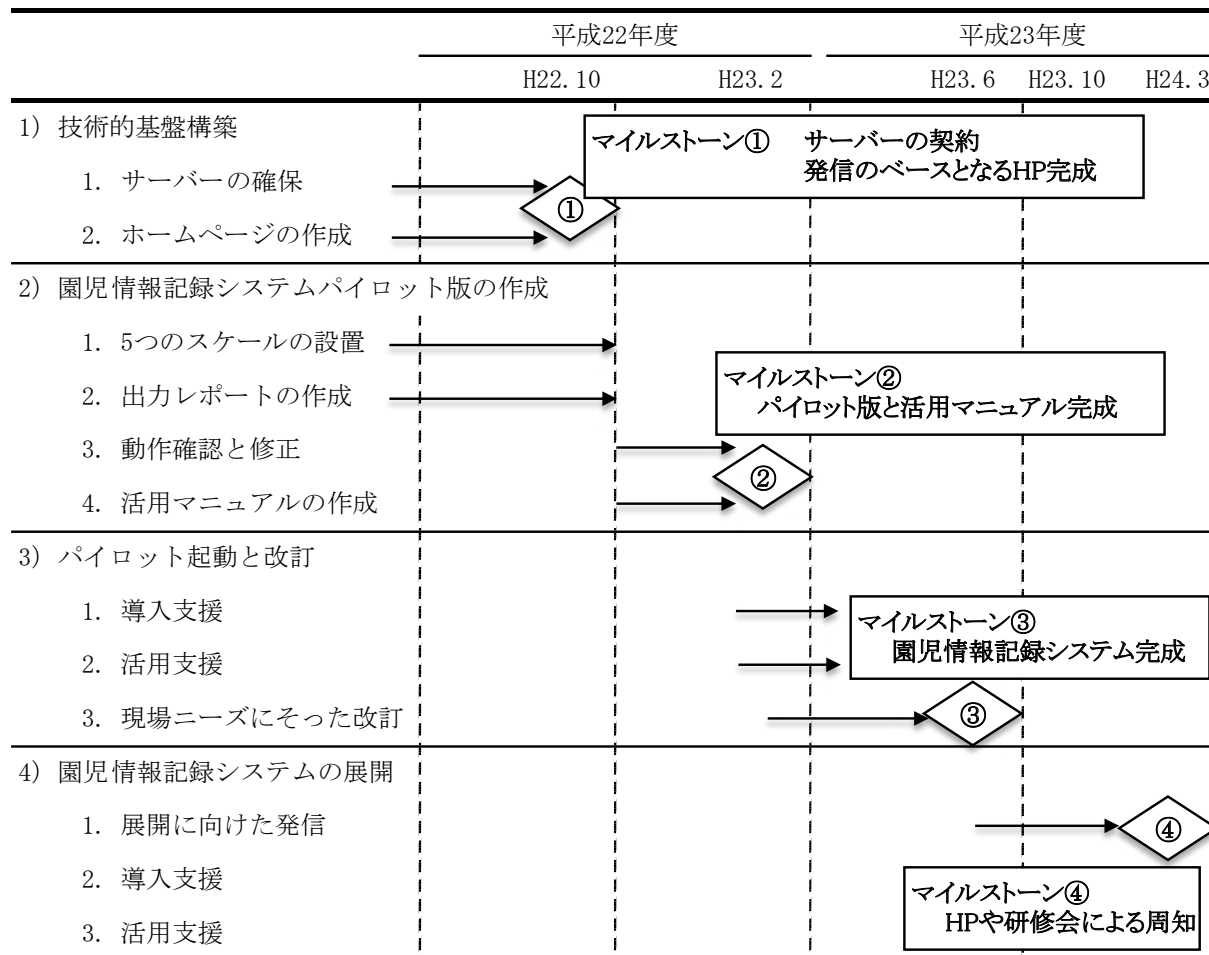 平成22年度 平成23年度
H22.10 H23.2 H23.6 H23.10 H24.3
1) 技術的基盤構築
マイルストーン① サーバーの契約
発信のベースとなるHP完成
1. サーバーの確保
①
2. ホームページの作成
2) 園児情報記録システムパイロット版の作成
1. 5つのスケールの設置
マイルストーン②
2. 出力レポートの作成
パイロット版と活用マニュアル完成
3. 動作確認と修正
②
4. 活用マニュアルの作成
3) パイロット起動と改訂
1. 導入支援
マイルストーン③
園児情報記録システム完成
2. 活用支援
3. 現場ニーズにそった改訂
③
4) 園児情報記録システムの展開
1. 展開に向けた発信
④
2. 導入支援
マイルストーン④
HPや研修会による周知
3. 活用支援